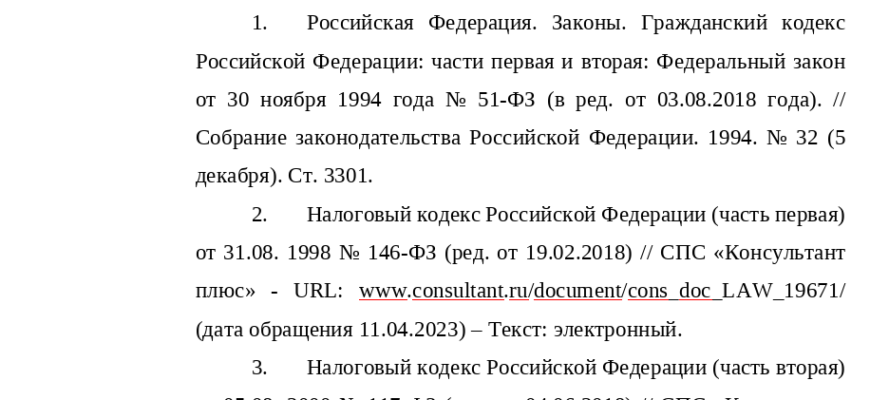 1. Российская Федерация. Законы. Гражданский кодекс
Российской Федерации: части первая и вторая: Федеральный закон
от 30 ноября 1994 года № 51-ФЗ (в ред. от 03.08.2018 года). //
Собрание законодательства Российской Федерации. 1994. № 32 (5
декабря). Ст. 3301.
2. Налоговый кодекс Российской Федерации (часть первая)
от 31.08. 1998 № 146-ФЗ (ред. от 19.02.2018) // СПС «Консультант
плюс» - URL: www.consultant.ru/document/cons_doc_LAW_19671/
(дата обращения 11.04.2023) – Текст: электронный.
3. Налоговый кодекс Российской Федерации (часть вторая)